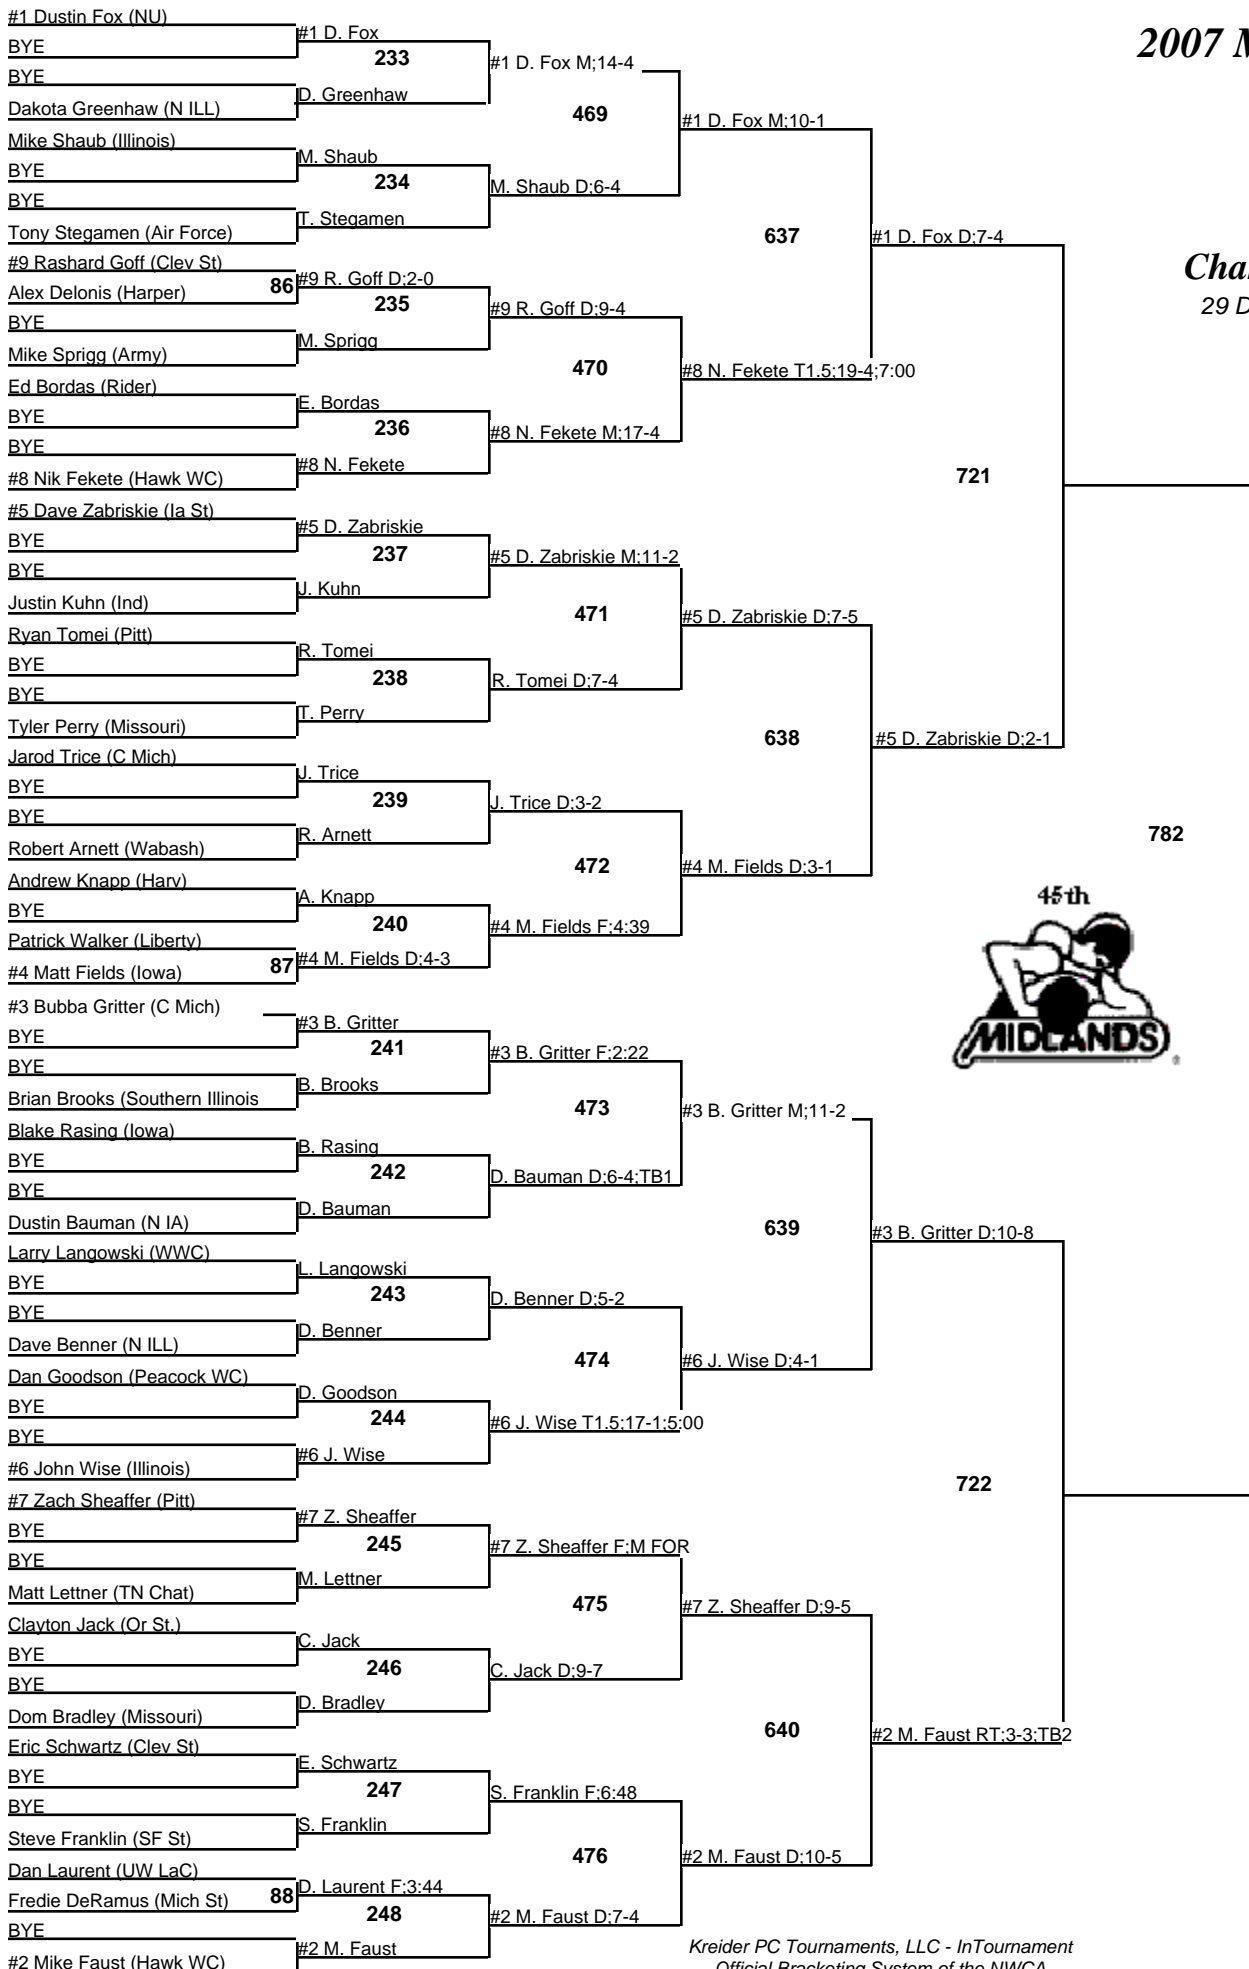 #1 Dustin Fox (NU)
BYE
BYE
Dakota Greenhaw (N ILL)
Mike Shaub (Illinois)
BYE
BYE
Tony Stegamen (Air Force)
#9 Rashard Goff (Clev St)
Alex Delonis (Harper)
86
BYE
Mike Sprigg (Army)
Ed Bordas (Rider)
BYE
BYE
#8 Nik Fekete (Hawk WC)
#5 Dave Zabriskie (Ia St)
BYE
BYE
Justin Kuhn (Ind)
Ryan Tomei (Pitt)
BYE
BYE
Tyler Perry (Missouri)
Jarod Trice (C Mich)
BYE
BYE
Robert Arnett (Wabash)
Andrew Knapp (Harv)
BYE
Patrick Walker (Liberty)
87
#4 Matt Fields (Iowa)
#3 Bubba Gritter (C Mich)
BYE
BYE
Brian Brooks (Southern Illinois
Blake Rasing (Iowa)
BYE
BYE
Dustin Bauman (N IA)
Larry Langowski (WWC)
BYE
BYE
Dave Benner (N ILL)
Dan Goodson (Peacock WC)
BYE
BYE
#6 John Wise (Illinois)
#7 Zach Sheaffer (Pitt)
BYE
BYE
Matt Lettner (TN Chat)
Clayton Jack (Or St.)
BYE
BYE
Dom Bradley (Missouri)
Eric Schwartz (Clev St)
BYE
BYE
Steve Franklin (SF St)
Dan Laurent (UW LaC)
Fredie DeRamus (Mich St)
88
BYE
#2 Mike Faust (Hawk WC)
#1 D. Fox
233
D. Greenhaw
M. Shaub
234
T. Stegamen
#9 R. Goff D;2-0
235
M. Sprigg
E. Bordas
236
#8 N. Fekete
#5 D. Zabriskie
237
J. Kuhn
R. Tomei
238
T. Perry
J. Trice
239
R. Arnett
A. Knapp
240
#4 M. Fields D;4-3
#3 B. Gritter
241
B. Brooks
B. Rasing
242
D. Bauman
L. Langowski
243
D. Benner
D. Goodson
244
#6 J. Wise
#7 Z. Sheaffer
245
M. Lettner
C. Jack
246
D. Bradley
E. Schwartz
247
S. Franklin
D. Laurent F;3:44
248
#2 M. Faust
#1 D. Fox M;14-4
469
M. Shaub D;6-4
#9 R. Goff D;9-4
470
#8 N. Fekete M;17-4
#5 D. Zabriskie M;11-2
471
R. Tomei D;7-4
J. Trice D;3-2
472
#4 M. Fields F;4:39
#3 B. Gritter F;2:22
473
D. Bauman D;6-4;TB1
D. Benner D;5-2
474
#6 J. Wise T1.5;17-1;5:00
#7 Z. Sheaffer F;M FOR
475
C. Jack D;9-7
S. Franklin F;6:48
476
#2 M. Faust D;7-4
#1 D. Fox M;10-1
637
#8 N. Fekete T1.5;19-4;7:00
#5 D. Zabriskie D;7-5
638
#4 M. Fields D;3-1
#3 B. Gritter M;11-2
639
#6 J. Wise D;4-1
#7 Z. Sheaffer D;9-5
640
#2 M. Faust D;10-5
#1 D. Fox D;7-4
721
#5 D. Zabriskie D;2-1
#3 B. Gritter D;10-8
722
#2 M. Faust RT;3-3;TB2
2007 M
Cha
29 D
782
45th
MIDLANDS
Kreider PC Tournaments, LLC - InTournament
Official Bracketing System of the NWCA